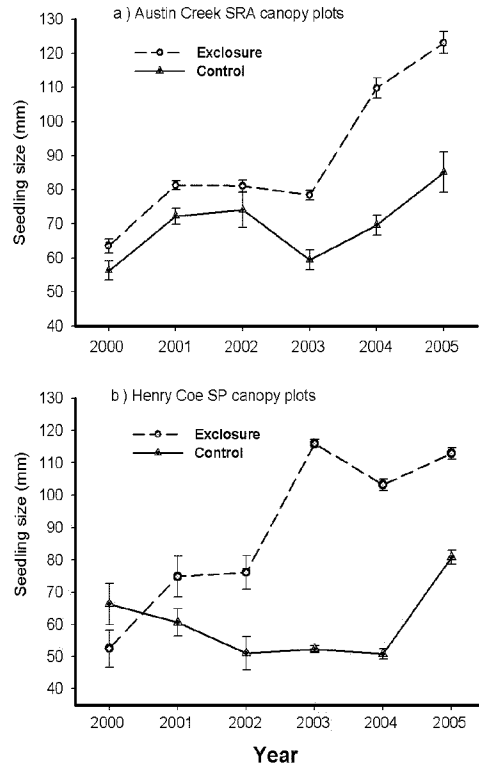 a ) Austin Creek SRA canopy plots
130
120
110
100
90
80
70
60
50
40
Seedling size (mm)
Exclosure
Control
2000 2001 2002 2003 2004 2005
b ) Henry Coe SP canopy plots
130
120
110
100
90
80
70
60
50
40
Seedling size (mm)
Exclosure
Control
2000 2001 2002 2003 2004 2005
Year